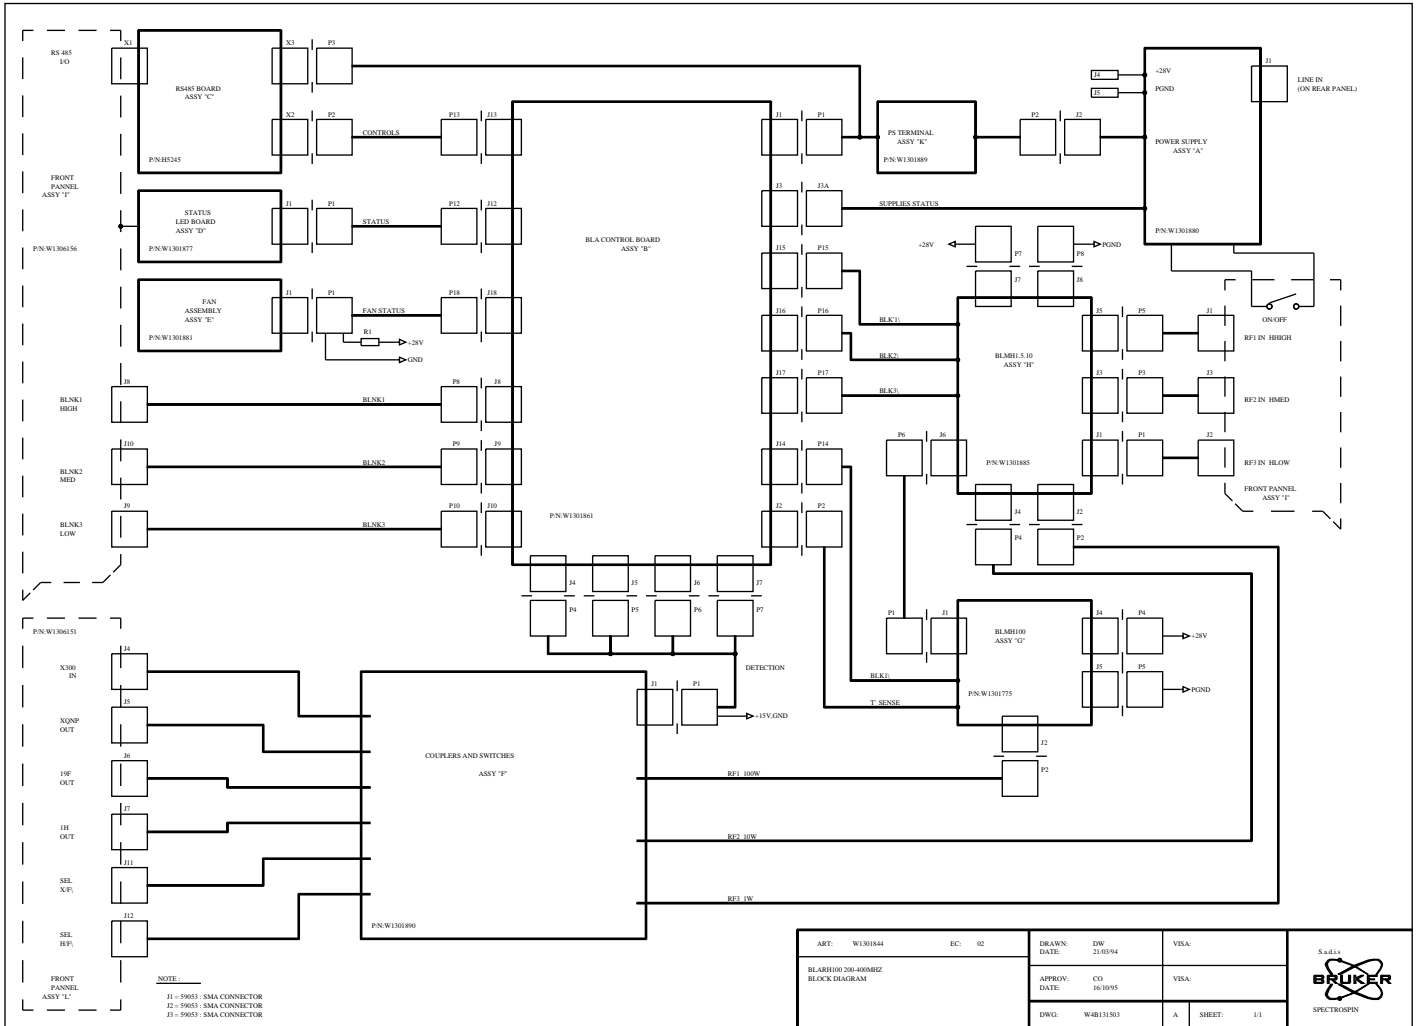 RS 485
I/O
X1
RS485 BOARD
ASSY "C"
P/N:H5245
X3
P3
X2
P2
CONTROLS
P13
J13
FRONT
PANNEL
ASSY "I"
P/N:W1306156
STATUS
LED BOARD
ASSY "D"
P/N:W1301877
J1
P1
STATUS
P12
J12
FAN
ASSEMBLY
ASSY "E"
P/N:W1301881
J1
P1
FAN STATUS
P18
J18
R1
+28V
GND
BLNK1
HIGH
J8
BLNK1
P8
J8
BLNK2
MED
J10
BLNK2
P9
J9
BLNK3
LOW
J9
BLNK3
P10
J10
BLA CONTROL BOARD
ASSY "B"
P/N:W1301861
J1
P1
J3
J3A
J15
P15
J16
P16
J17
P17
J14
P14
J2
P2
J4
J5
J6
J7
P4
P5
P6
P7
DETECTION
PS TERMINAL
ASSY "K"
P/N:W1301889
P2
J2
SUPPLIES STATUS
J4
+28V
J5
PGND
POWER SUPPLY
ASSY "A"
P/N:W1301880
J1
LINE IN
(ON REAR PANEL)
ON/OFF
+28V
P7
P8
PGND
J7
J8
BLK'1\
BLK2\
BLK3\
BLMH1.5.10
ASSY "H"
P/N:W1301885
J5
P5
J1
RF1 IN HHIGH
J3
P3
J3
RF2 IN HMED
J1
P1
J2
RF3 IN HLOW
FRONT PANNEL
ASSY "I"
P6
J6
J4
J2
P4
P2
P1
J1
BLMH100
ASSY "G"
P/N:W1301775
J4
P4
+28V
J5
P5
PGND
BLK1\
T° SENSE
J2
P2
P/N:W1306151
X300
IN
J4
XQNP
OUT
J5
19F
OUT
J6
1H
OUT
J7
SEL
X/F\
J11
SEL
H/F\
J12
FRONT
PANNEL
ASSY "L"
COUPLERS AND SWITCHES
ASSY "F"
P/N:W1301890
J1
P1
+15V,GND
RF1 100W
RF2 10W
RF3 1W
NOTE :
J1 = 59053 : SMA CONNECTOR
J2 = 59053 : SMA CONNECTOR
J3 = 59053 : SMA CONNECTOR
ART: W1301844 EC: 02
BLARH100 200-400MHZ
BLOCK DIAGRAM
DRAWN: DW
DATE: 21/03/94
VISA:
APPROV: CO
DATE: 16/10/95
VISA:
DWG: W4B131503 A SHEET: 1/1
S.a.d.i.s
BRUKER
SPECTROSPIN